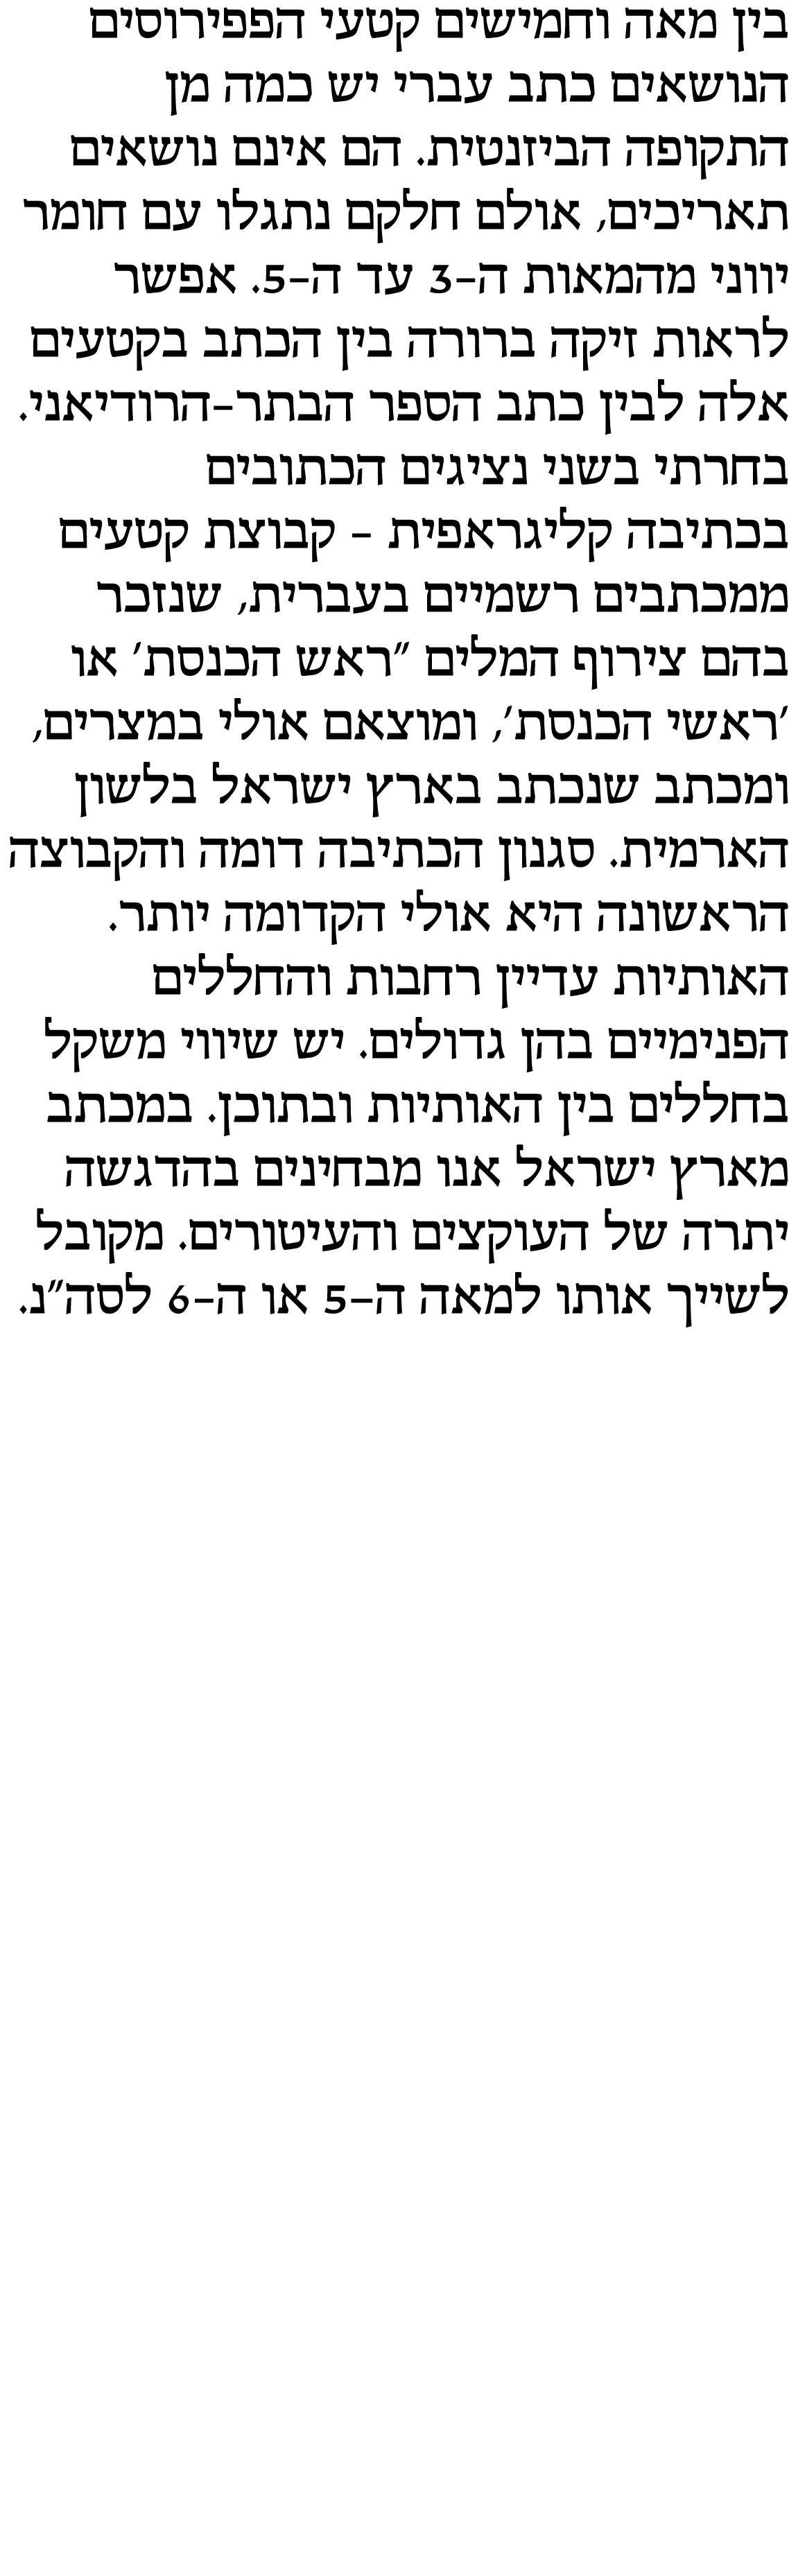 בין מאה וחמישים קטעי הפפירוסים
הנושאים כתב עברי יש כמה מן
התקופה הביזנטית. הם אינם נושאים
תאריכים, אולם חלקם נתגלו עם חומר
יווני מהמאות ה-3 עד ה-5. אפשר
לראות זיקה ברורה בין הכתב בקטעים
אלה לבין כתב הספר הבתר-הרודיאני.
בחרתי בשני נציגים הכתובים
בכתיבה קליגראפית - קבוצת קטעים
ממכתבים רשמיים בעברית, שנזכר
בהם צירוף המלים "ראש הכנסת' או
'ראשי הכנסת', ומוצאם אולי במצרים,
ומכתב שנכתב בארץ ישראל בלשון
הארמית. סגנון הכתיבה דומה והקבוצה
הראשונה היא אולי הקדומה יותר.
האותיות עדיין רחבות והחללים
הפנימיים בהן גדולים. יש שיווי משקל
בחללים בין האותיות ובתוכן. במכתב
מארץ ישראל אנו מבחינים בהדגשה
יתרה של העוקצים והעיטורים. מקובל
לשייך אותו למאה ה-5 או ה-6 לסה"נ.